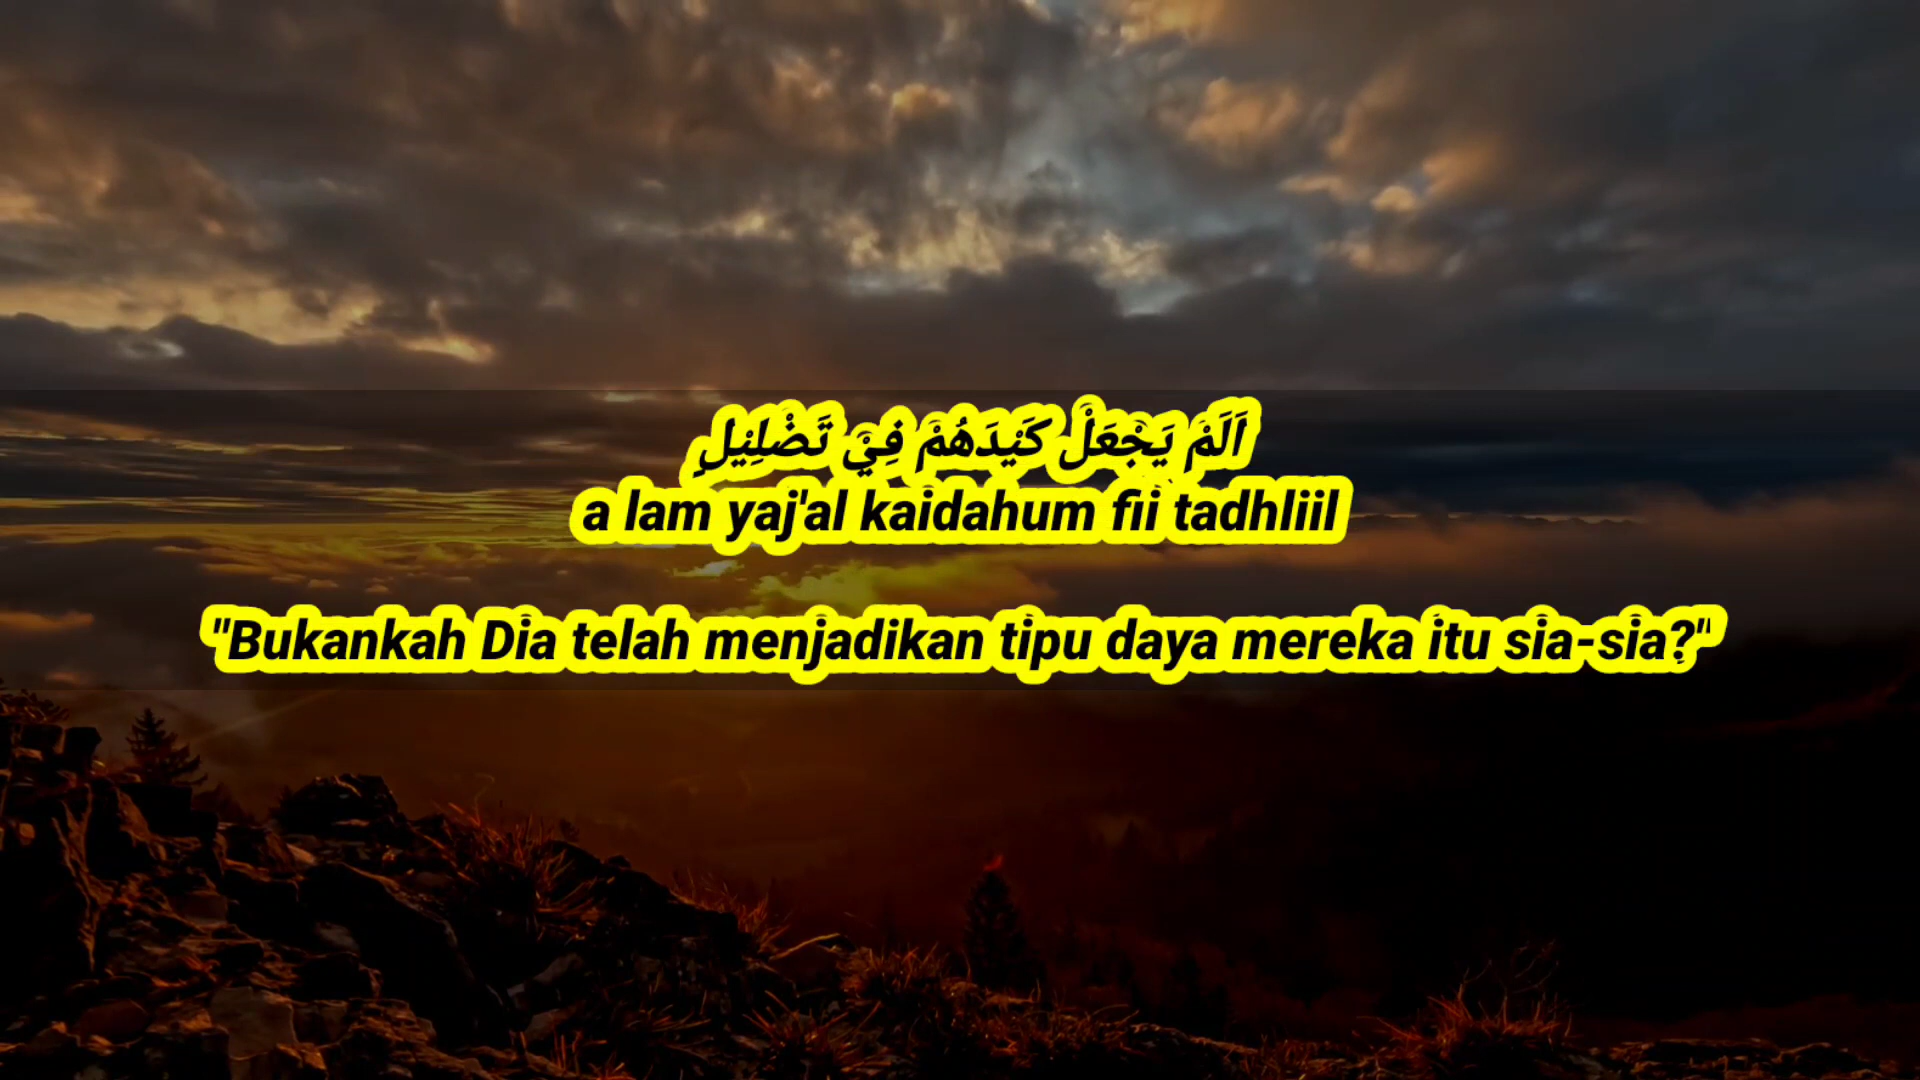 اَلَمْ يَجْعَلْ كَيْدَهُمْ فِيْ تَضْلِيْلٍ
a lam yaj'al kaidahum fii tadhliil
"Bukankah Dia telah menjadikan tipu daya mereka itu sia-sia?"